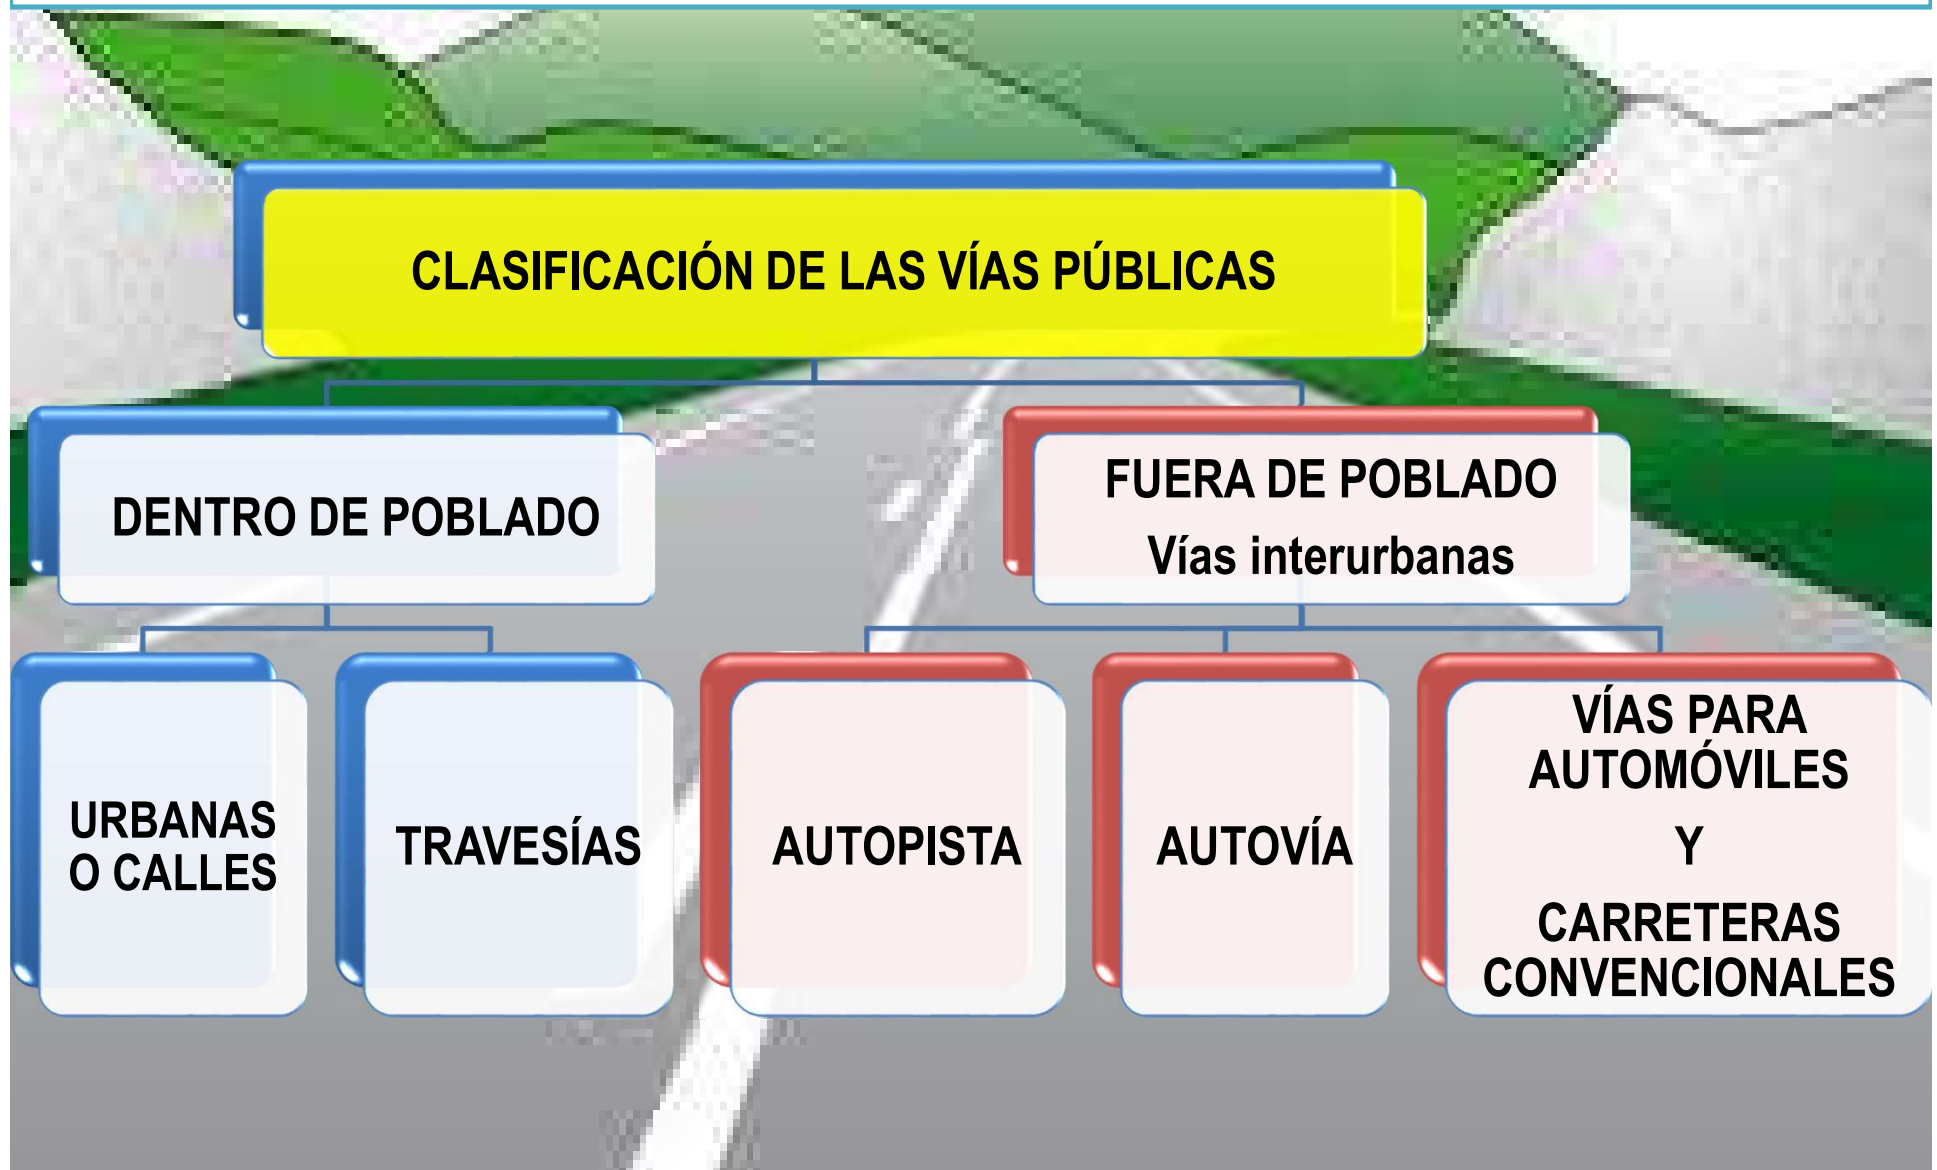 CLASIFICACIÓN DE LAS VÍAS PÚBLICAS
DENTRO DE POBLADO
FUERA DE POBLADO
Vías interurbanas
URBANAS
O CALLES
TRAVESÍAS
AUTOPISTA
AUTOVÍA
VÍAS PARA
AUTOMÓVILES
Y
CARRETERAS
CONVENCIONALES